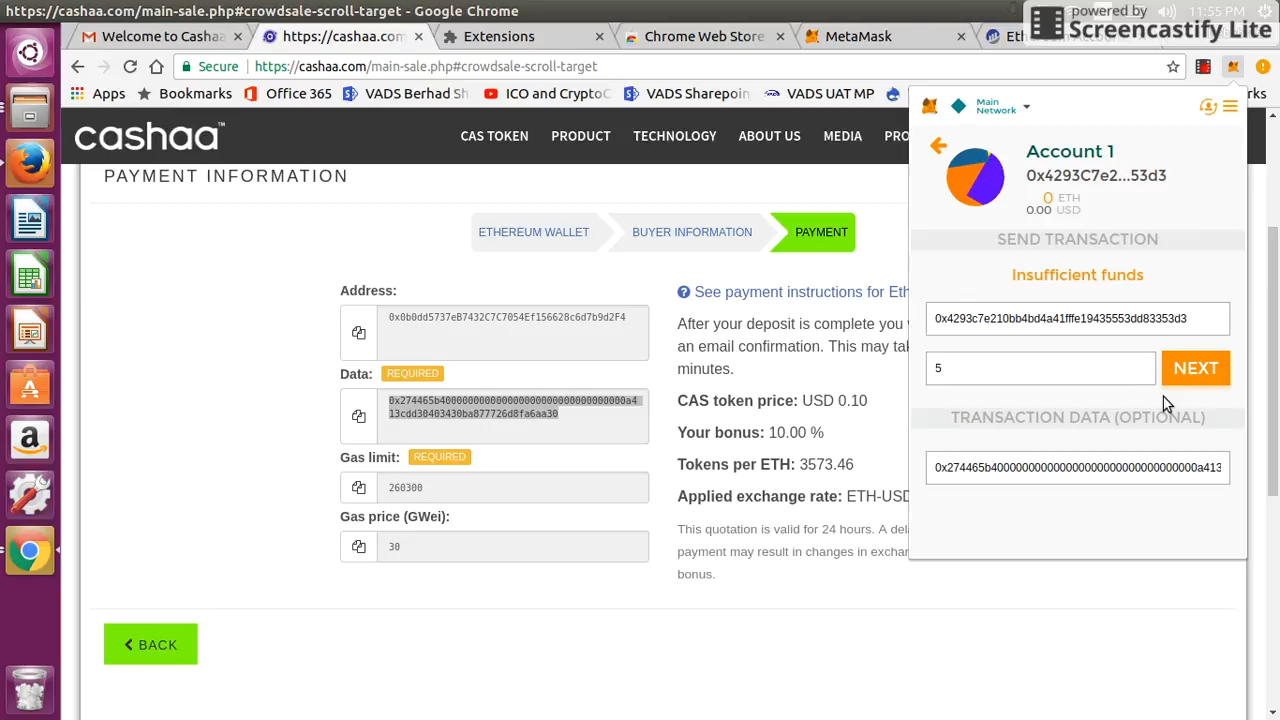 https://cashaa.com/main-sale.php#crowdsale-scroll-target - Google Chrome
11:55 PM
powered by
Screencastify Lite
Welcome to Cashaa
https://cashaa.com
Extensions
Chrome Web Store
MetaMask
Secure
https://cashaa.com/main-sale.php#crowdsale-scroll-target
Apps
Bookmarks
Office 365
VADS Berhad Sh
ICO and CryptoC
VADS Sharepoin
VADS UAT MP
cashaa™
CAS TOKEN
PRODUCT
TECHNOLOGY
ABOUT US
MEDIA
PAYMENT INFORMATION
ETHEREUM WALLET
BUYER INFORMATION
PAYMENT
Address:
0x0b0dd5737eB7432C7C7054Ef156628c6d7b9d2F4
Data: REQUIRED
0x274465b4000000000000000000000000000000a4
13cdd30403430ba877726d8fa6aa30
Gas limit: REQUIRED
260300
Gas price (GWei):
30
BACK
See payment instructions for Eth
After your deposit is complete you
an email confirmation. This may tak
minutes.
CAS token price: USD 0.10
Your bonus: 10.00 %
Tokens per ETH: 3573.46
Applied exchange rate: ETH-USD
This quotation is valid for 24 hours. A dela
payment may result in changes in exchan
bonus.
Main
Network
Account 1
0x4293C7e2...53d3
0 ETH
0.00 USD
SEND TRANSACTION
Insufficient funds
0x4293c7e210bb4bd4a41fffe19435553dd83353d3
5
NEXT
TRANSACTION DATA (OPTIONAL)
0x274465b4000000000000000000000000000000a413